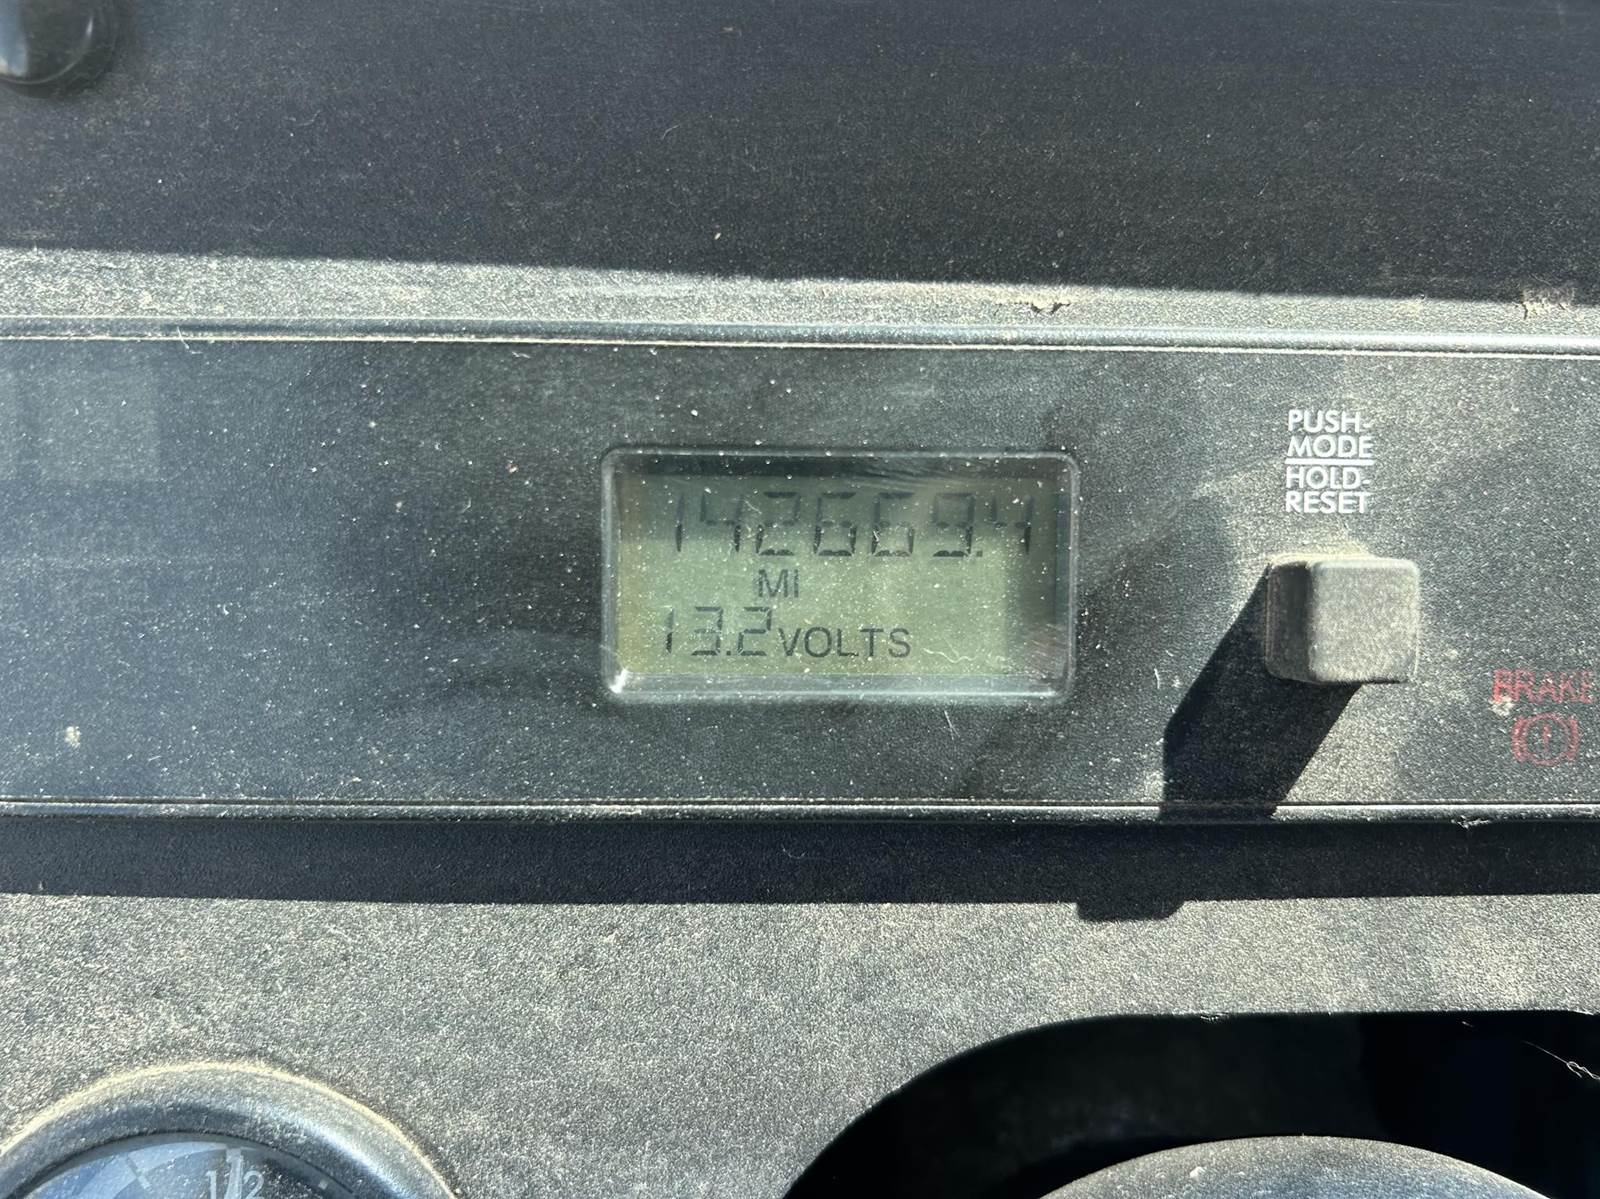 PUSH-
MODE
HOLD-
RESET
142669.4
MI
13.2 VOLTS
BRAKE
1/2